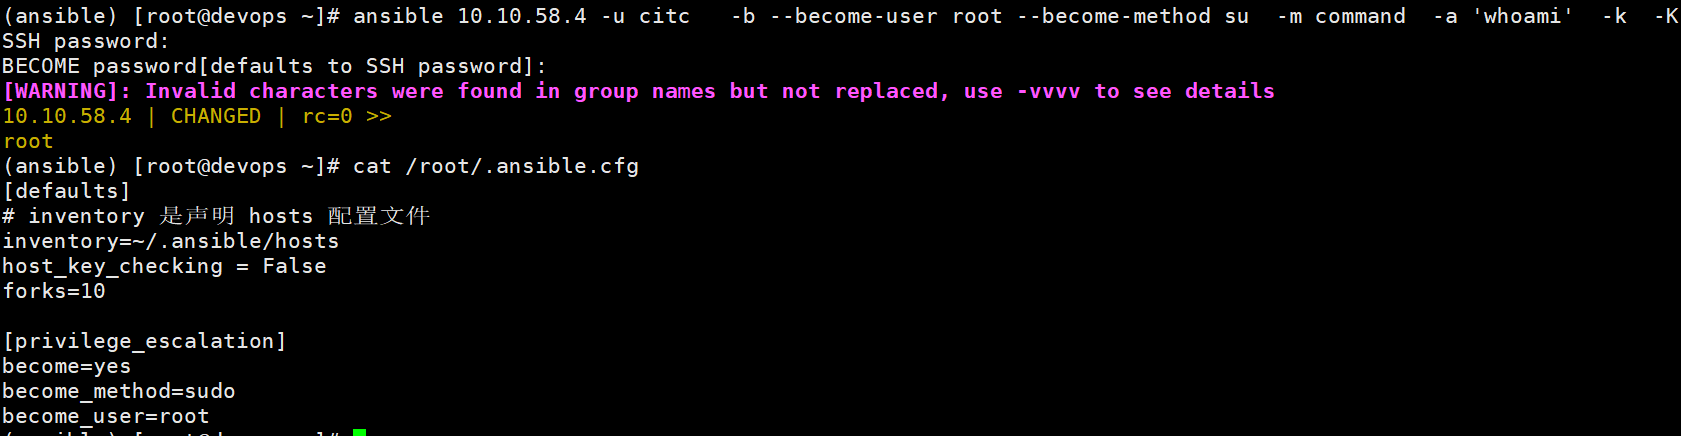 (ansible) [root@devops ~]# ansible 10.10.58.4 -u citc   -b --become-user root --become-method su  -m command  -a 'whoami'  -k  -K
SSH password:
BECOME password[defaults to SSH password]:
[WARNING]: Invalid characters were found in group names but not replaced, use -vvvv to see details
10.10.58.4 | CHANGED | rc=0 >>
root
(ansible) [root@devops ~]# cat /root/.ansible.cfg
[defaults]
# inventory 是声明 hosts 配置文件
inventory=~/.ansible/hosts
host_key_checking = False
forks=10
[privilege_escalation]
become=yes
become_method=sudo
become_user=root